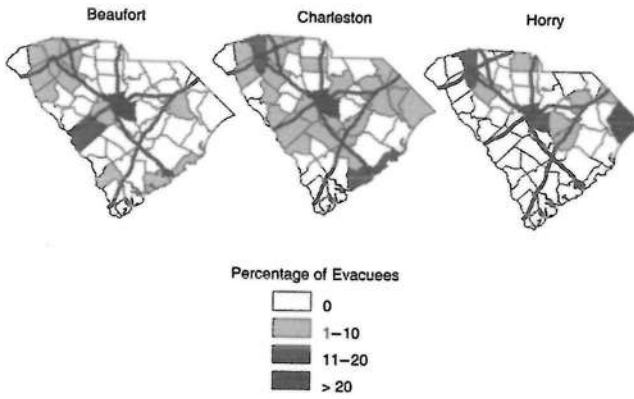 Beaufort Charleston Horry
Percentage of Evacuees
0
1–10
11–20
> 20